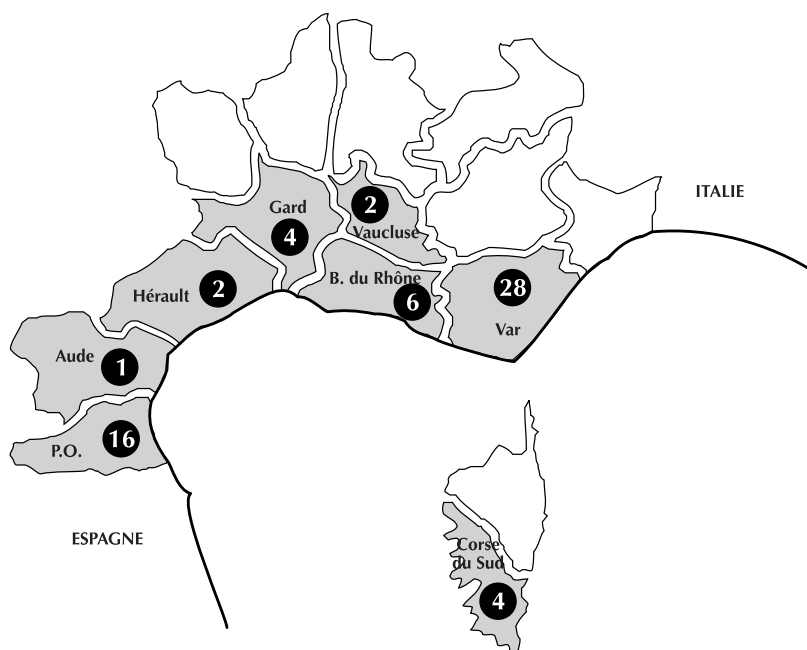 ITALIE
Gard
4
2
Vaucluse
B. du Rhône
6
28
Var
Hérault
2
Aude
1
P.O.
16
ESPAGNE
Corse
du Sud
4